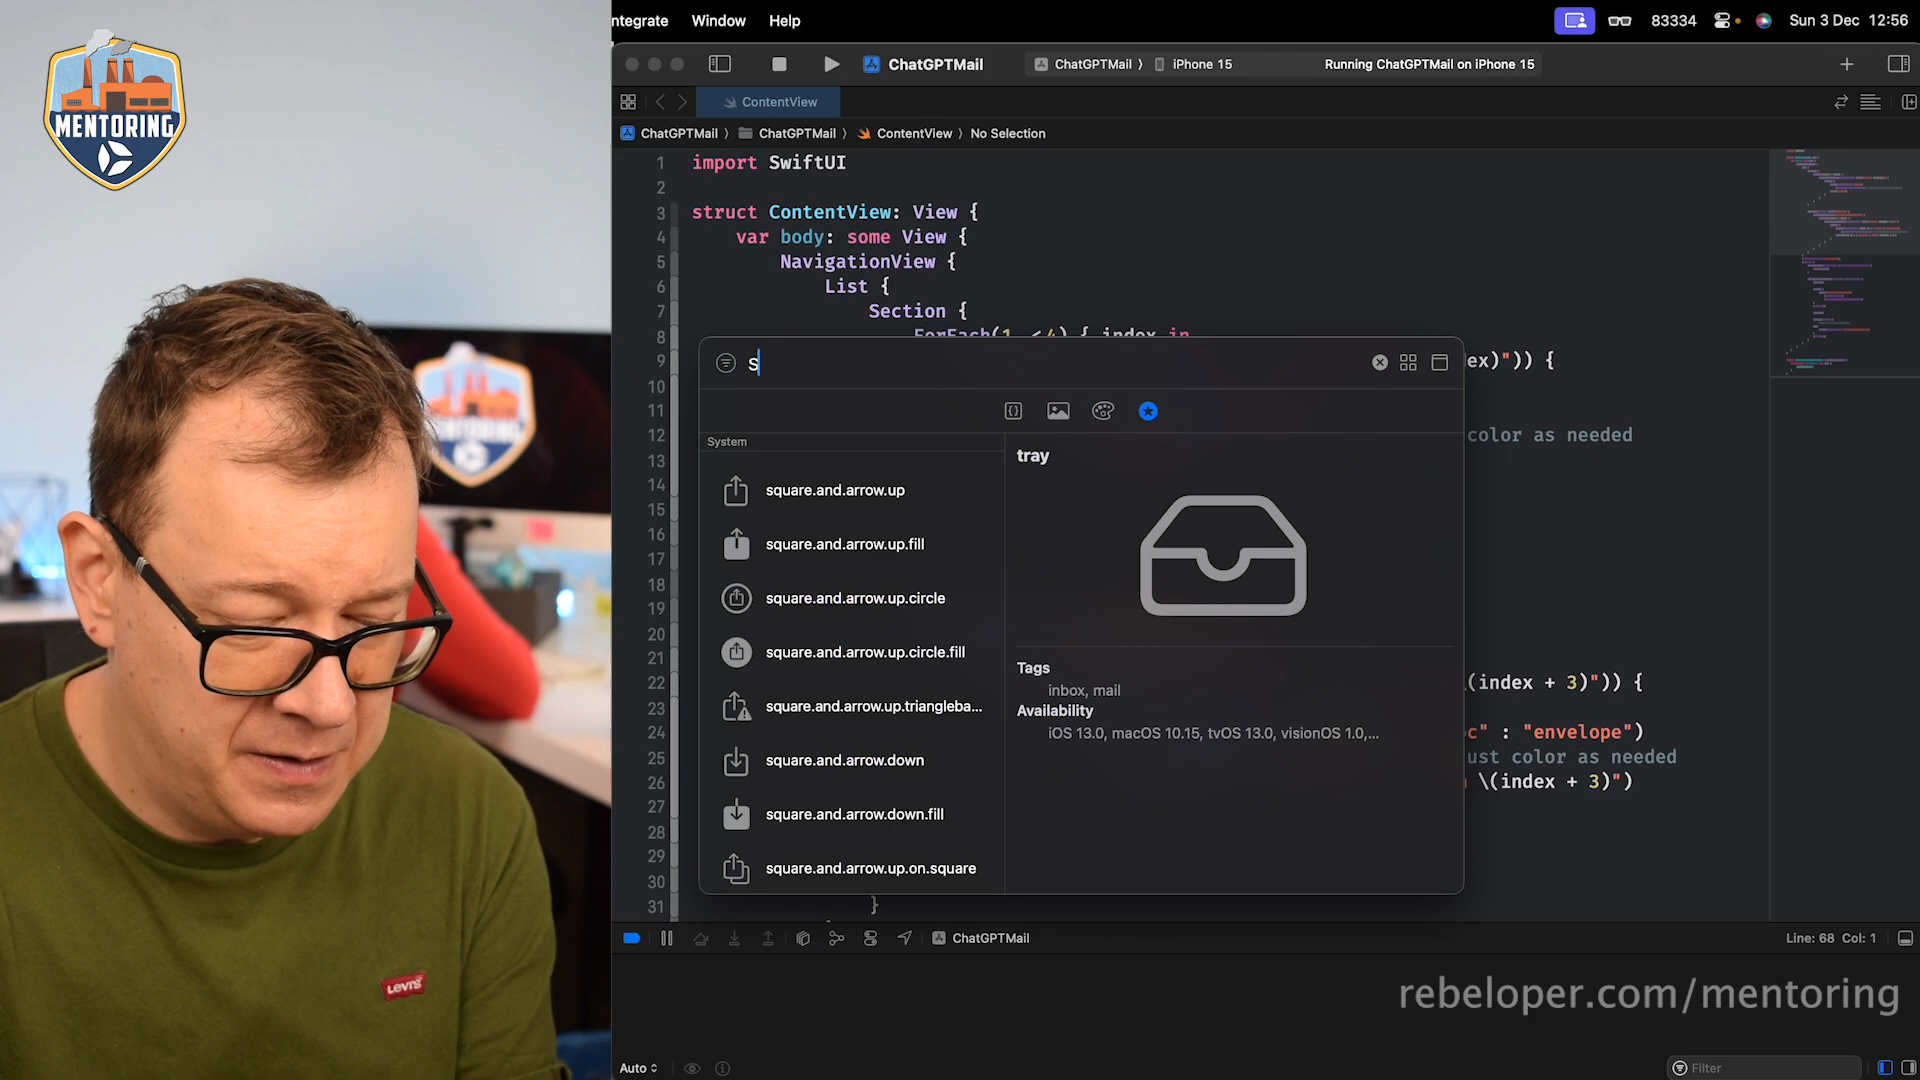 MENTORING
ntegrate Window Help
83334 Sun 3 Dec 12:56
ChatGPTMail
ChatGPTMail ⟩ iPhone 15
Running ChatGPTMail on iPhone 15
ContentView
ChatGPTMail ⟩ ChatGPTMail ⟩ ContentView ⟩ No Selection
1 import SwiftUI
2
3 struct ContentView: View {
4 var body: some View {
5 NavigationView {
6 List {
7 Section {
8 ForEach(1..<4) { index in
9 ex)")) {
10
11
12 color as needed
13
14
15
16
17
18
19
20
21
22 (index + 3)")) {
23
24 c" : "envelope")
25 ust color as needed
26 \(index + 3)")
27
28
29
30
31 }
S
System
square.and.arrow.up
square.and.arrow.up.fill
square.and.arrow.up.circle
square.and.arrow.up.circle.fill
square.and.arrow.up.triangleba...
square.and.arrow.down
square.and.arrow.down.fill
square.and.arrow.up.on.square
tray
Tags
inbox, mail
Availability
iOS 13.0, macOS 10.15, tvOS 13.0, visionOS 1.0,...
MENTORING
LEVI'S
ChatGPTMail
Line: 68 Col: 1
rebeloper.com/mentoring
Auto
Filter